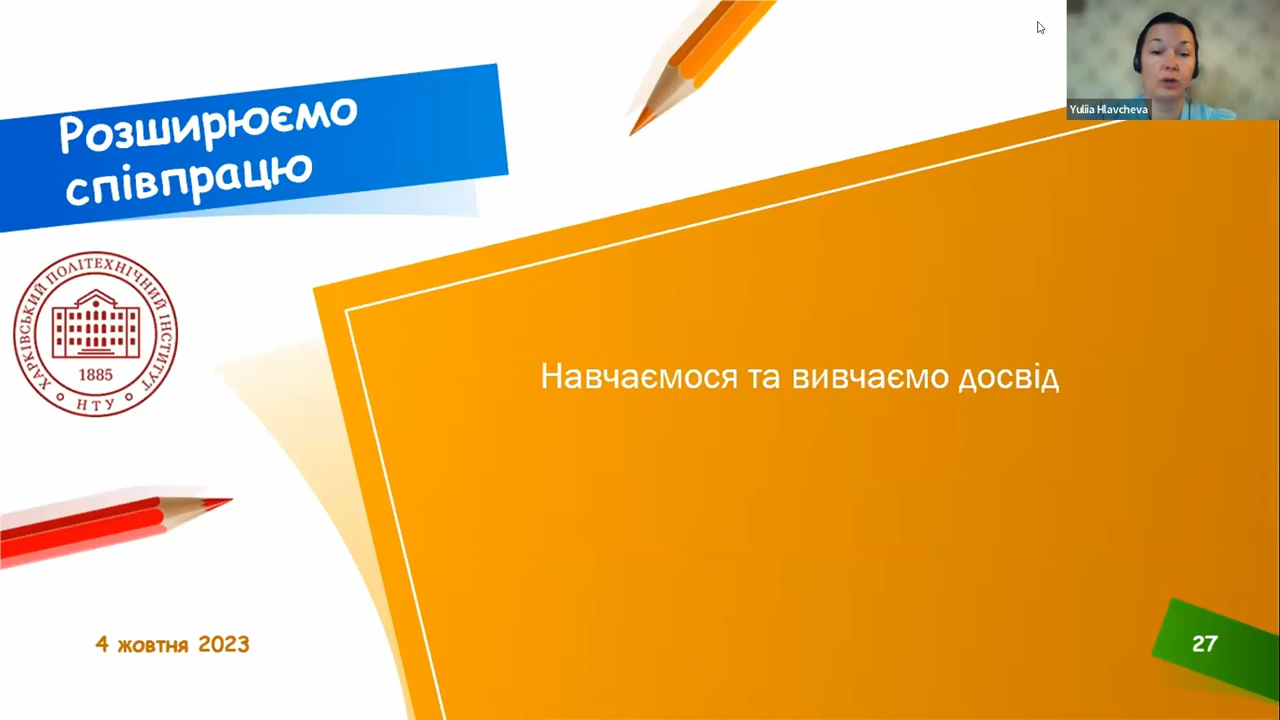 Розширюємо
співпрацю
Yuliia Hlavcheva
ХАРКІВСЬКИЙ ПОЛІТЕХНІЧНИЙ ІНСТИТУТ
1885
НТУ
Навчаємося та вивчаємо досвід
4 жовтня 2023
27